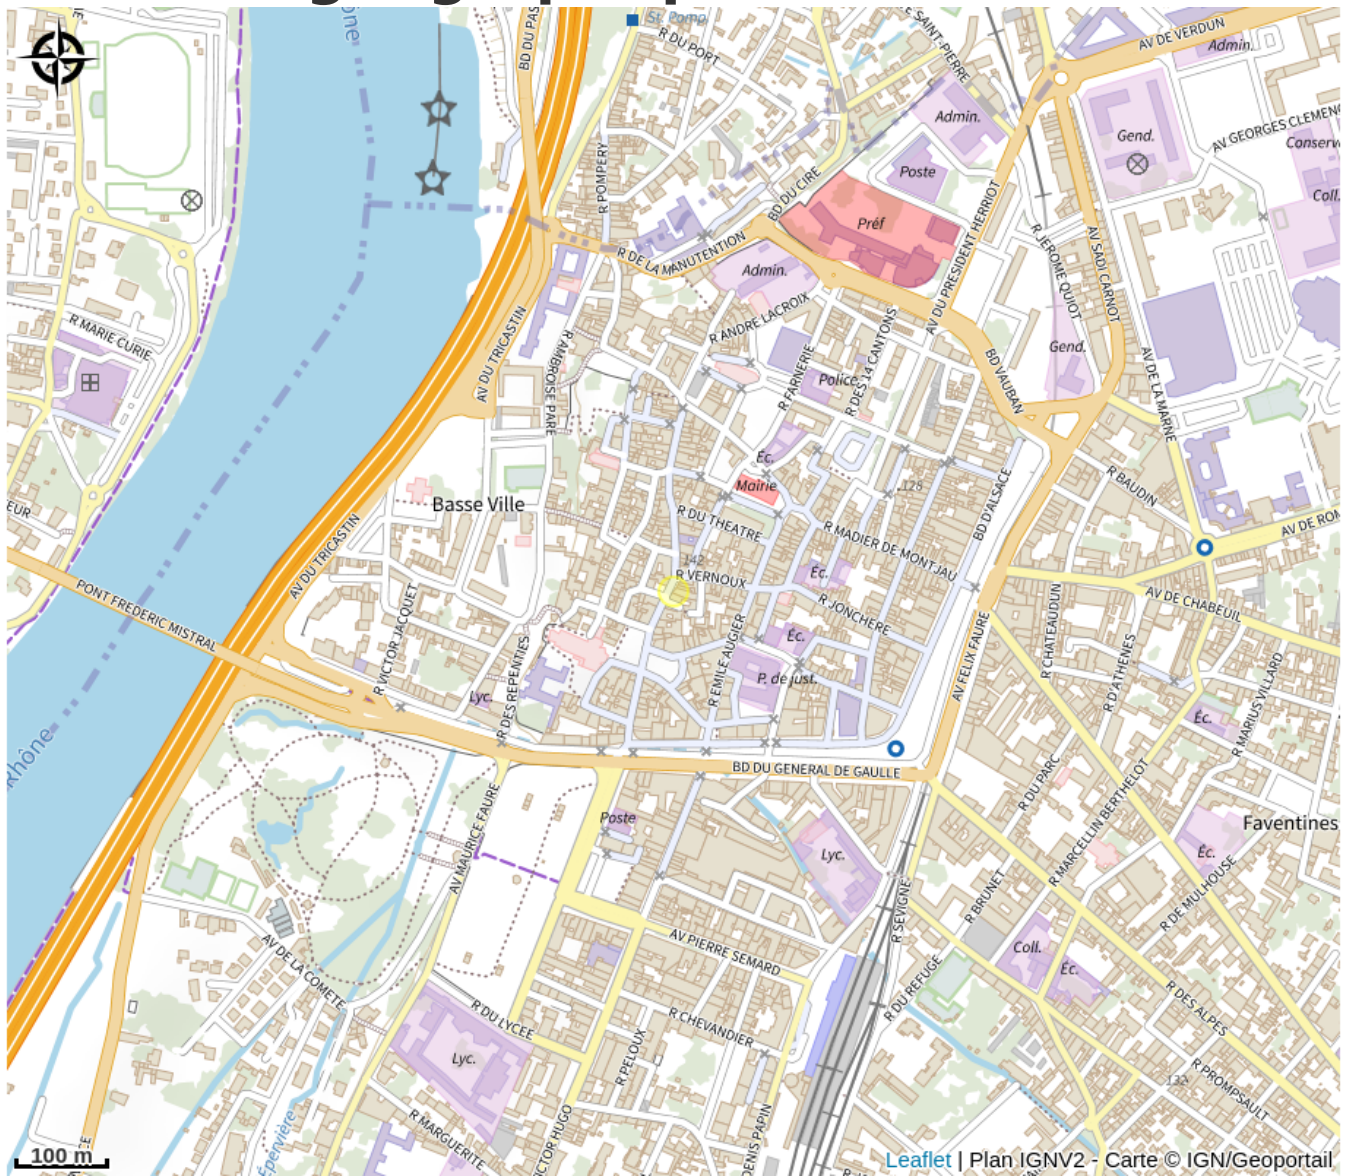 St. Pomp.
R DU PORT
BD DU PAS
AV DE VERDUN
Admin.
Admin.
Gend.
AV GEORGES CLEMENC
Conserv
Coll.
Poste
R POMPERY
BD DU CIRE
Préf
AV DU PRESIDENT HERRIOT
R JEROME QUIOT
AV SADI CARNOT
R DE LA MANUTENTION
Admin.
R ANDRE LACROIX
R MARIE CURIE
AV DU TRICASTIN
R AMBROISE PARE
R FARNERIE
Police
R DES 14 CANTONS
Gend.
BD VAUBAN
AV DE LA MARNE
Éc.
Mairie
128
R BAUDIN
Basse Ville
R DU THEATRE
R MADIER DE MONTJAU
BD D'ALSACE
AV DE ROM
EUR
AV DU TRICASTIN
142
R VERNOUX
Éc.
R JONCHERE
AV DE CHABEUIL
PONT FREDERIC MISTRAL
R VICTOR JACQUET
R DES REPENTIES
R EMILE AUGIER
Éc.
P. de just.
AV FELIX FAURE
R CHATEAUDUN
R D'ATHENES
R MARIUS VILLARD
Lyc.
Éc.
Rhône
BD DU GENERAL DE GAULLE
R DU PARC
R MARCELLIN BERTHELOT
Poste
AV MAURICE FAURE
Lyc.
Faventines
Éc.
R SEVIGNE
R BRUNET
R DE MULHOUSE
AV DE LA COMETE
AV PIERRE SEMARD
Coll.
Éc.
R DU REFUGE
R DES ALPES
R DU LYCEE
R CHEVANDIER
Lyc.
R PELOUX
132
R PROMPSAULT
R MARGUERITE
CTOR HUGO
DENIS PAPIN
Épervière
100 m
Leaflet | Plan IGNV2 - Carte © IGN/Geoportail